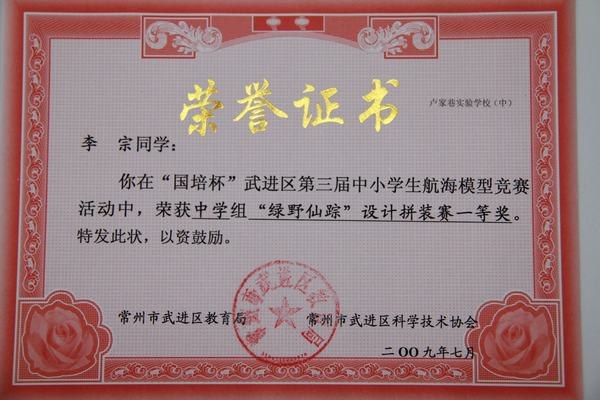 荣誉证书
卢家巷实验学校（中）
李 宗同学：
你在“国培杯”武进区第三届中小学生航海模型竞赛
活动中，荣获中学组“绿野仙踪”设计拼装赛一等奖。
特发此状，以资鼓励。
常州市武进区教育局 常州市武进区科学技术协会
二〇〇九年七月